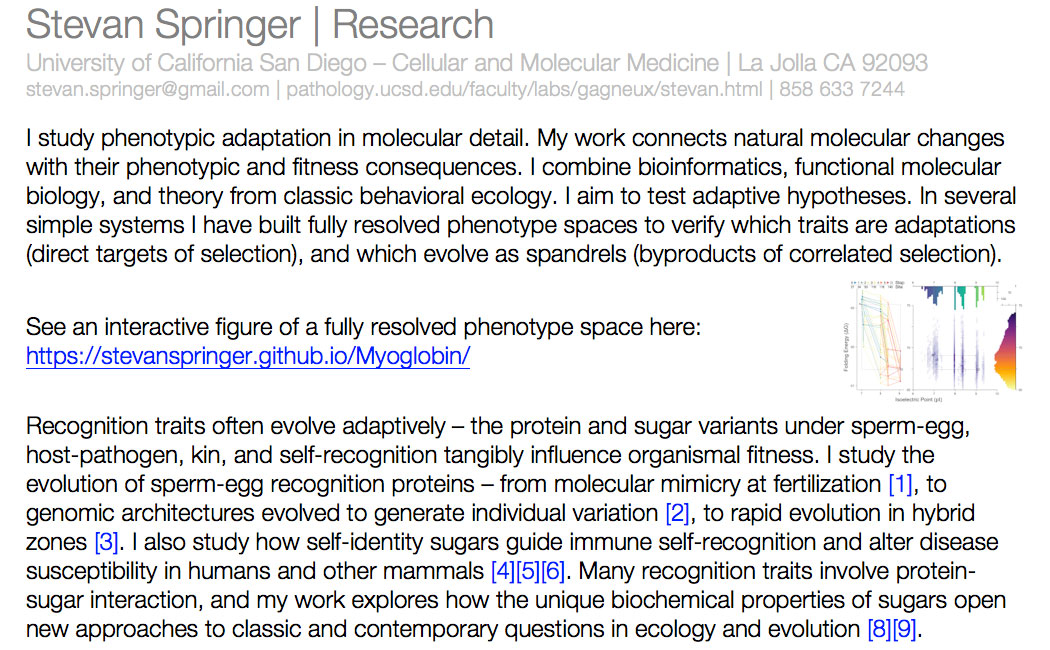 Stevan Springer | Research
University of California San Diego – Cellular and Molecular Medicine | La Jolla CA 92093
stevan.springer@gmail.com | pathology.ucsd.edu/faculty/labs/gagneux/stevan.html | 858 633 7244
I study phenotypic adaptation in molecular detail. My work connects natural molecular changes
with their phenotypic and fitness consequences. I combine bioinformatics, functional molecular
biology, and theory from classic behavioral ecology. I aim to test adaptive hypotheses. In several
simple systems I have built fully resolved phenotype spaces to verify which traits are adaptations
(direct targets of selection), and which evolve as spandrels (byproducts of correlated selection).
See an interactive figure of a fully resolved phenotype space here:
https://stevanspringer.github.io/Myoglobin/
Folding Energy (ΔG)
Isoelectric Point (pI)
Recognition traits often evolve adaptively – the protein and sugar variants under sperm-egg,
host-pathogen, kin, and self-recognition tangibly influence organismal fitness. I study the
evolution of sperm-egg recognition proteins – from molecular mimicry at fertilization [1], to
genomic architectures evolved to generate individual variation [2], to rapid evolution in hybrid
zones [3]. I also study how self-identity sugars guide immune self-recognition and alter disease
susceptibility in humans and other mammals [4][5][6]. Many recognition traits involve protein-
sugar interaction, and my work explores how the unique biochemical properties of sugars open
new approaches to classic and contemporary questions in ecology and evolution [8][9].